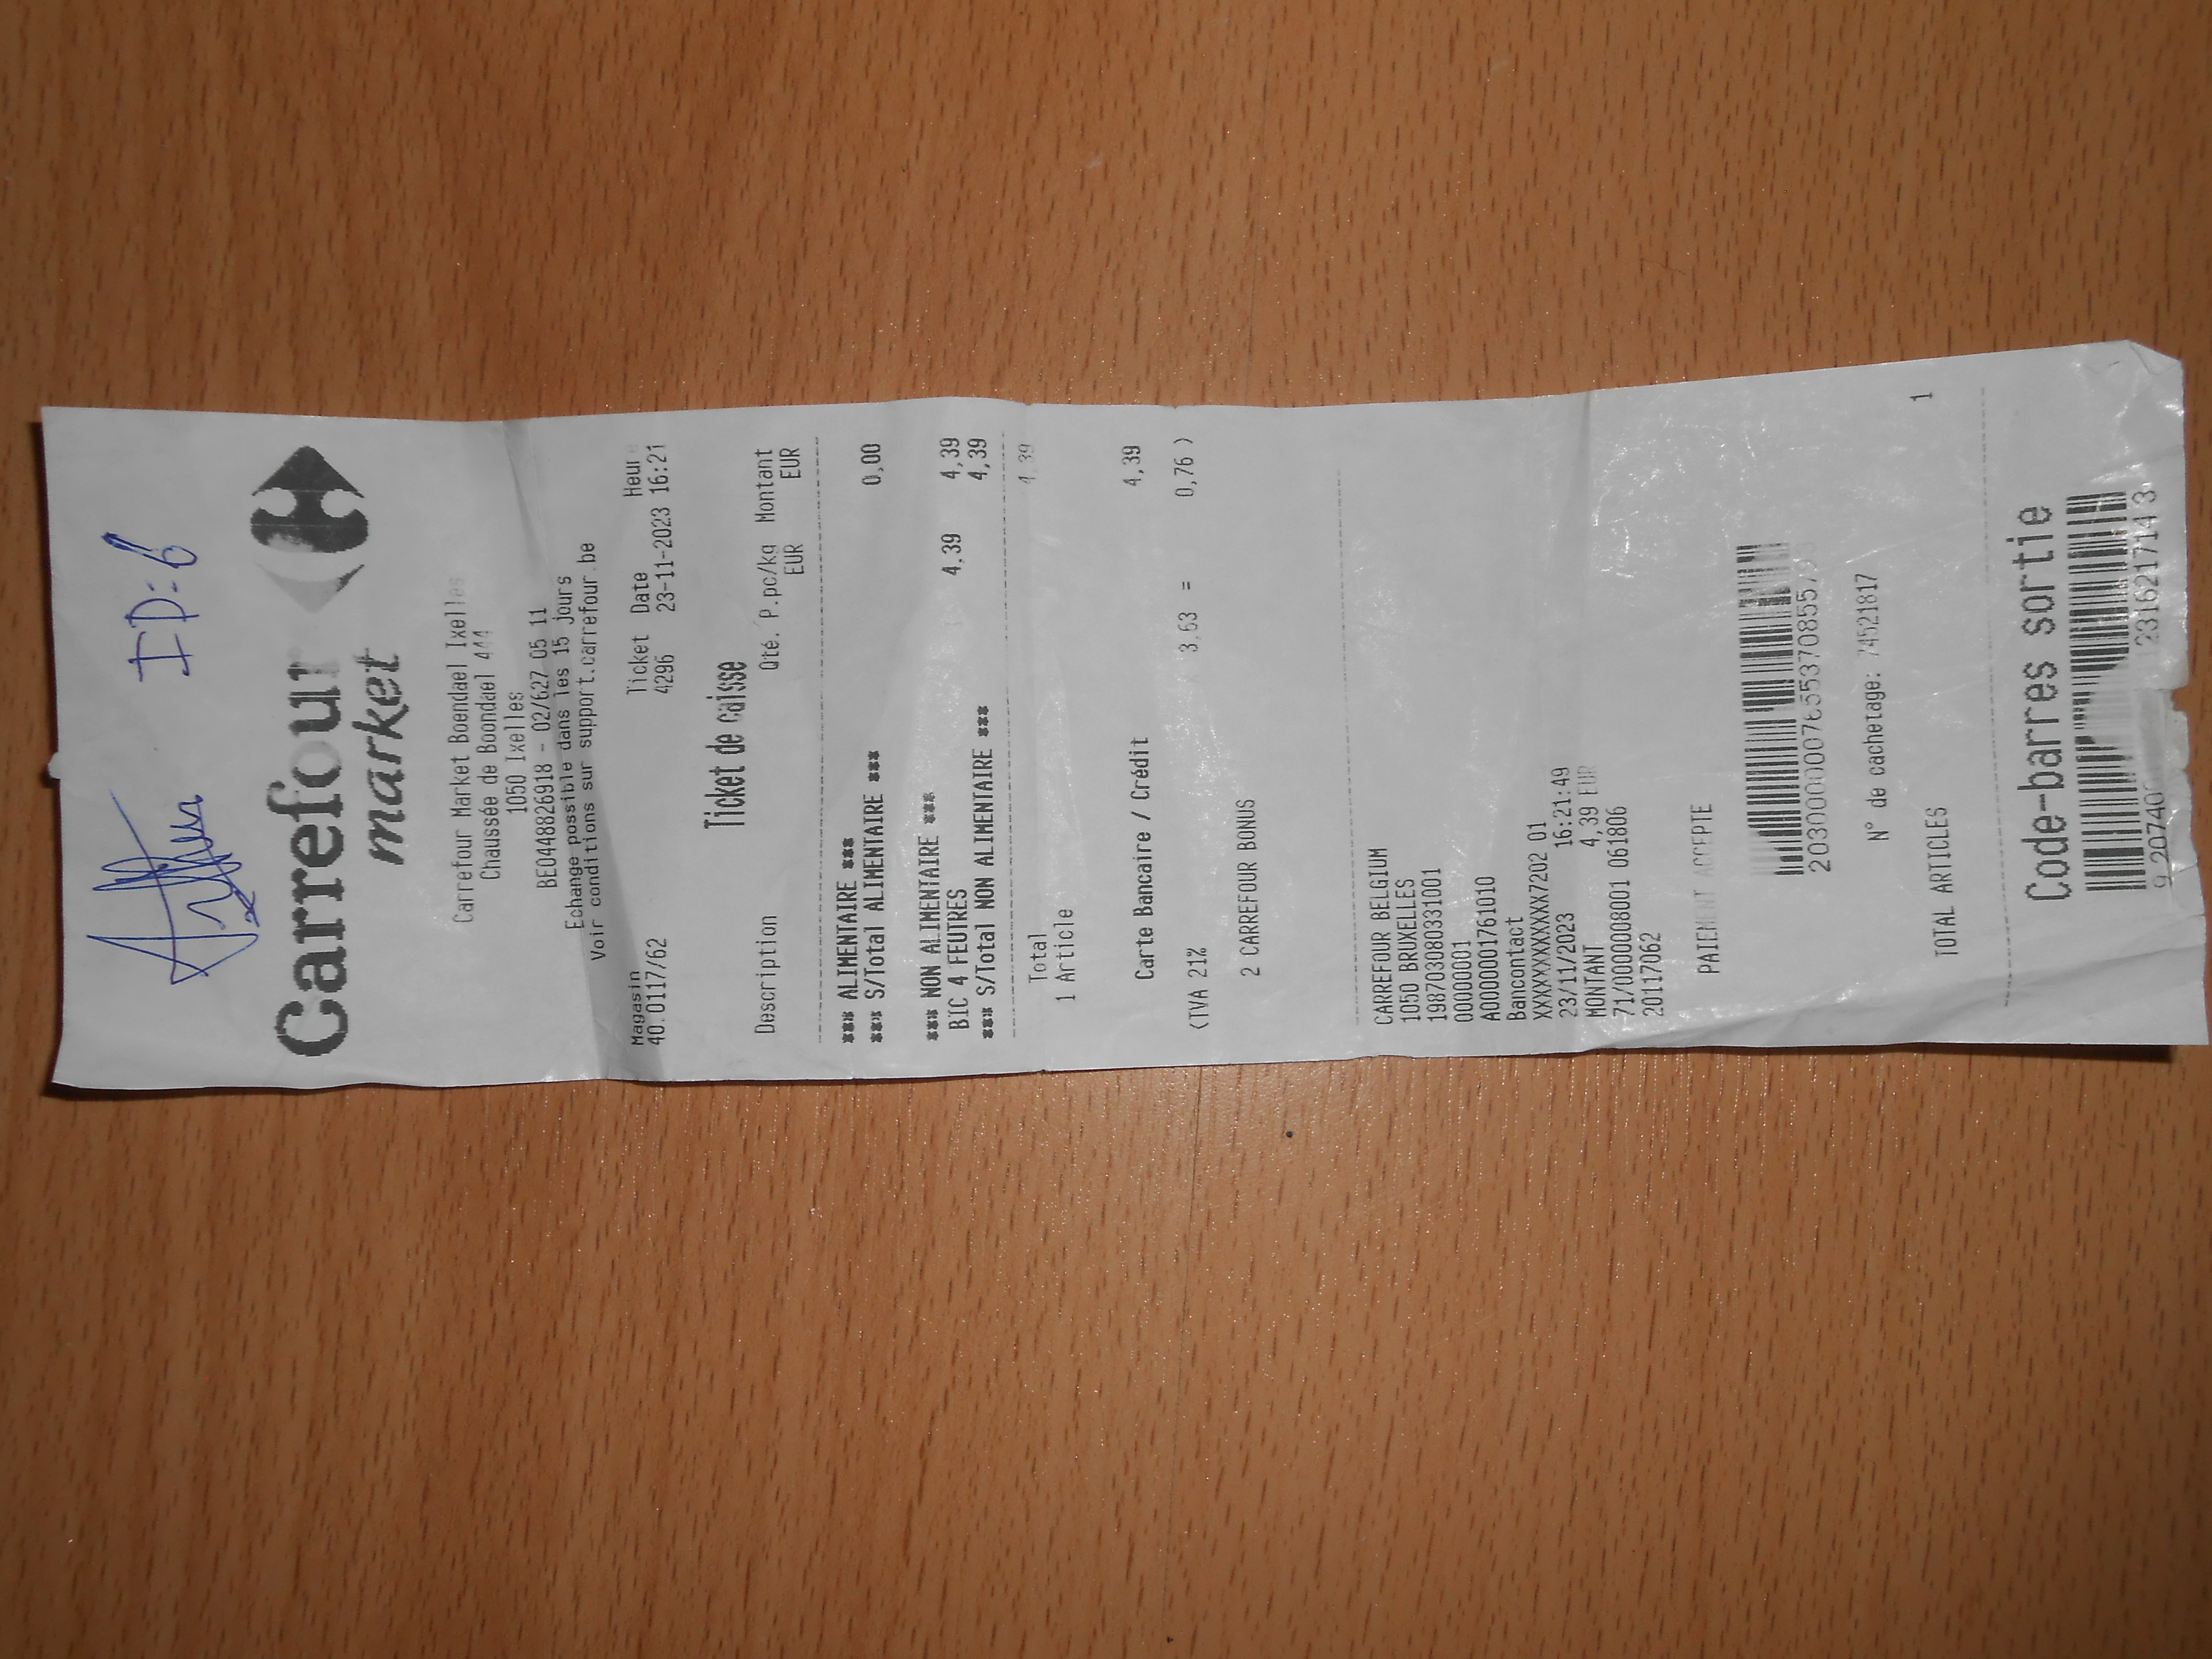 Arthur ID: 6
Carrefour
market
Carrefour Market Boendael Ixelles
Chaussée de Boondael 444
1050 Ixelles
BE0448826918 - 02/627 05 11
Echange possible dans les 15 jours
Voir conditions sur support.carrefour.be
Magasin Ticket Date Heure
40.0117/62 4296 23-11-2023 16:21
Ticket de caisse
Description Qté. P.pc/kg Montant
EUR EUR
*** ALIMENTAIRE ***
*** S/Total ALIMENTAIRE *** 0,00
*** NON ALIMENTAIRE ***
BIC 4 FEUTRES 4,39 4,39
*** S/Total NON ALIMENTAIRE *** 4,39
Total 4,39
1 Article
Carte Bancaire / Crédit 4,39
(TVA 21% 3,63 = 0,76 )
2 CARREFOUR BONUS
CARREFOUR BELGIUM
1050 BRUXELLES
198703080331001
00000001
A0000001761010
Bancontact
XXXXXXXXXXXX7202 01
23/11/2023 16:21:49
MONTANT 4,39 EUR
71/0000008001 061806
20117062
PAIEMENT ACCEPTE
N° de cachetage: 74521817
TOTAL ARTICLES 1
Code-barres sortie
9 20740 231621714 3